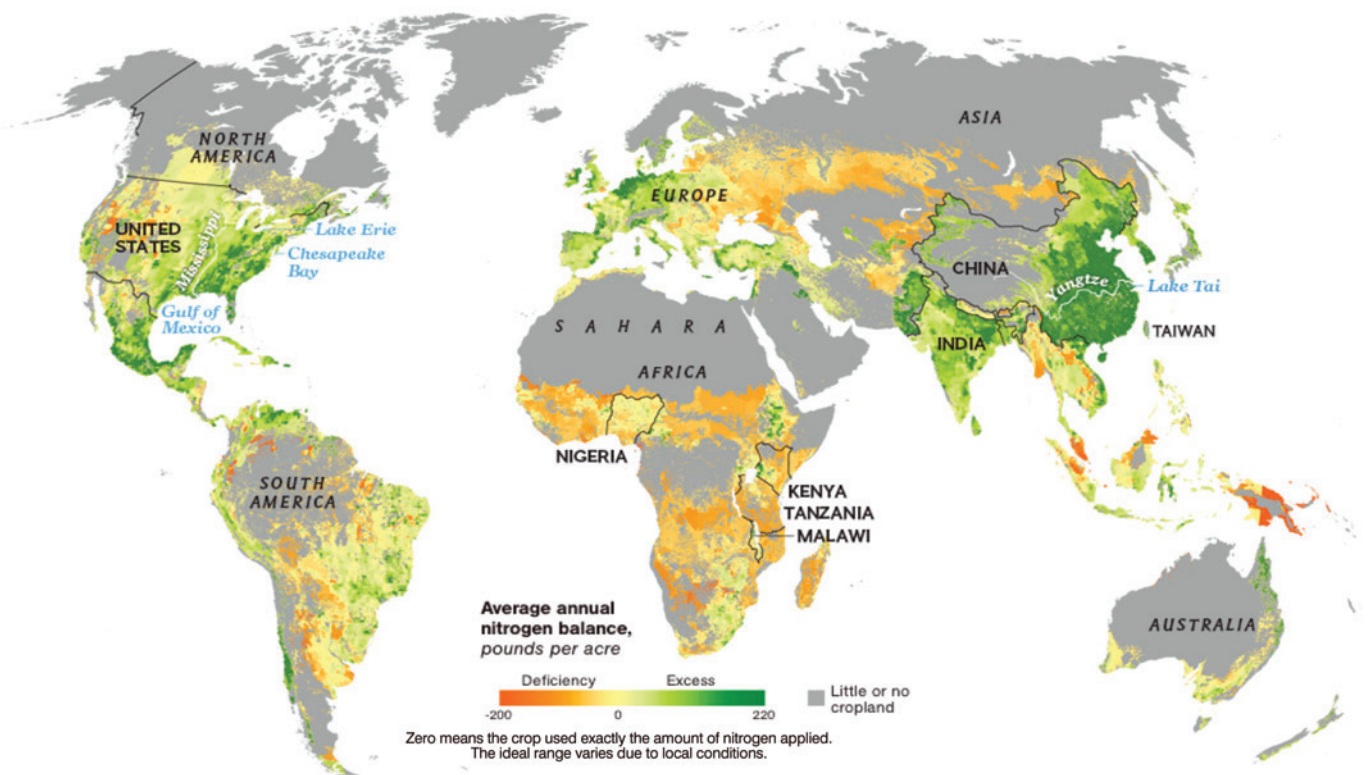 ASIA
NORTH
AMERICA
EUROPE
UNITED
STATES
Mississippi
Lake Erie
Chesapeake
Bay
CHINA
Yangtze
Lake Tai
Gulf of
Mexico
SAHARA
TAIWAN
INDIA
AFRICA
NIGERIA
SOUTH
AMERICA
KENYA
TANZANIA
MALAWI
AUSTRALIA
Average annual
nitrogen balance,
pounds per acre
Deficiency Excess
-200 0 220
Little or no
cropland
Zero means the crop used exactly the amount of nitrogen applied.
The ideal range varies due to local conditions.